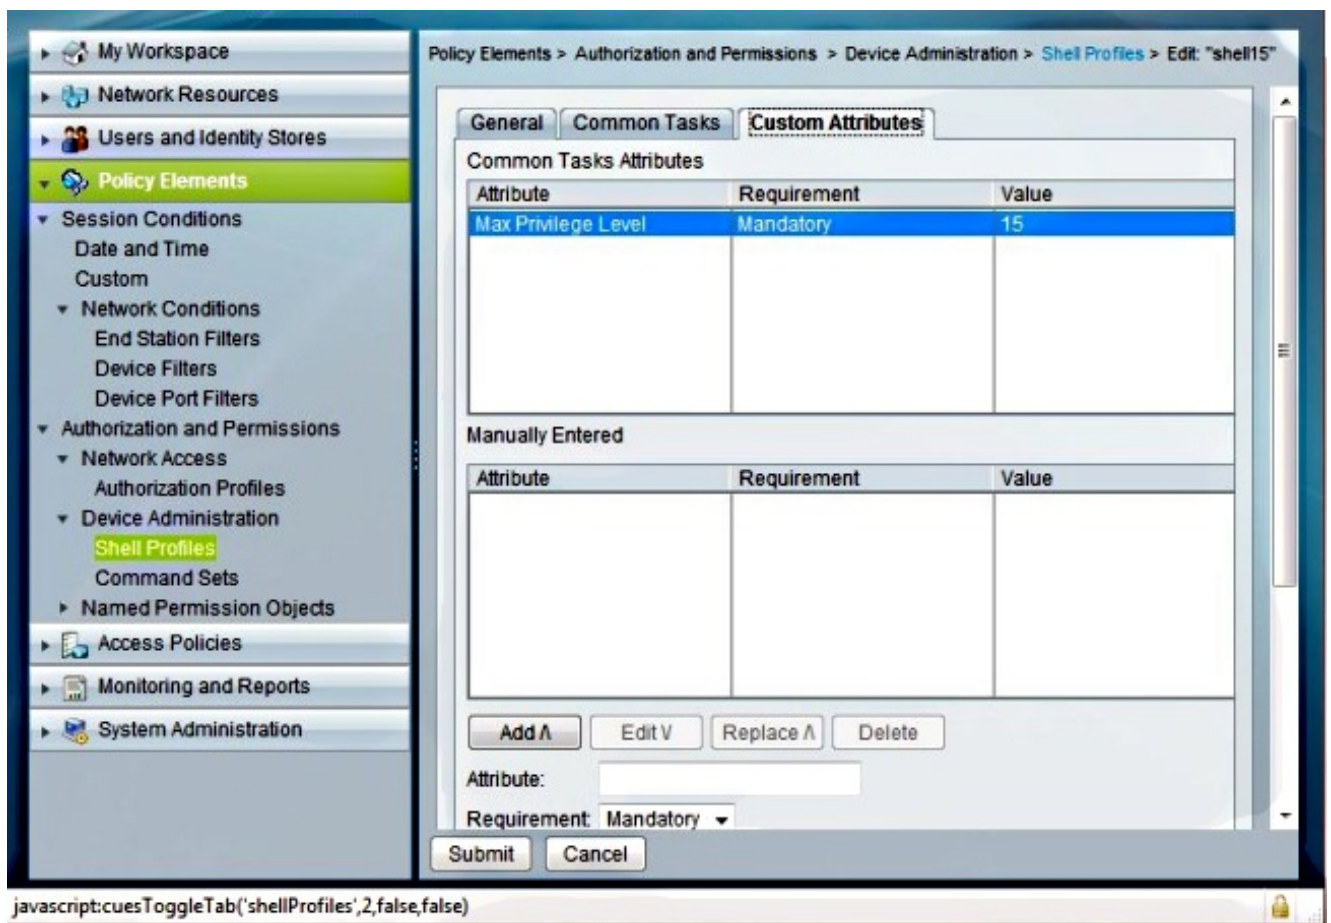 My Workspace
Network Resources
Users and Identity Stores
Policy Elements
Session Conditions
Date and Time
Custom
Network Conditions
End Station Filters
Device Filters
Device Port Filters
Authorization and Permissions
Network Access
Authorization Profiles
Device Administration
Shell Profiles
Command Sets
Named Permission Objects
Access Policies
Monitoring and Reports
System Administration
Policy Elements > Authorization and Permissions > Device Administration > Shell Profiles > Edit: "shell15"
General Common Tasks Custom Attributes
Common Tasks Attributes
Attribute Requirement Value
Max Privilege Level Mandatory 15
Manually Entered
Attribute Requirement Value
Add Λ Edit V Replace Λ Delete
Attribute:
Requirement: Mandatory
Submit Cancel
javascript:cuesToggleTab('shellProfiles',2,false,false)